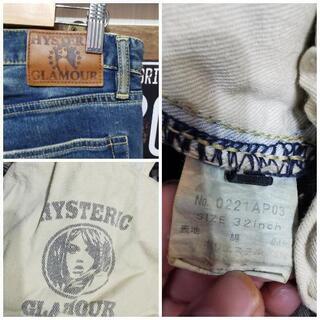 HYSTERIC
GLAMOUR
HYSTERIC
GLAMOUR
No. 0221AP03
SIZE 32inch
表地 綿